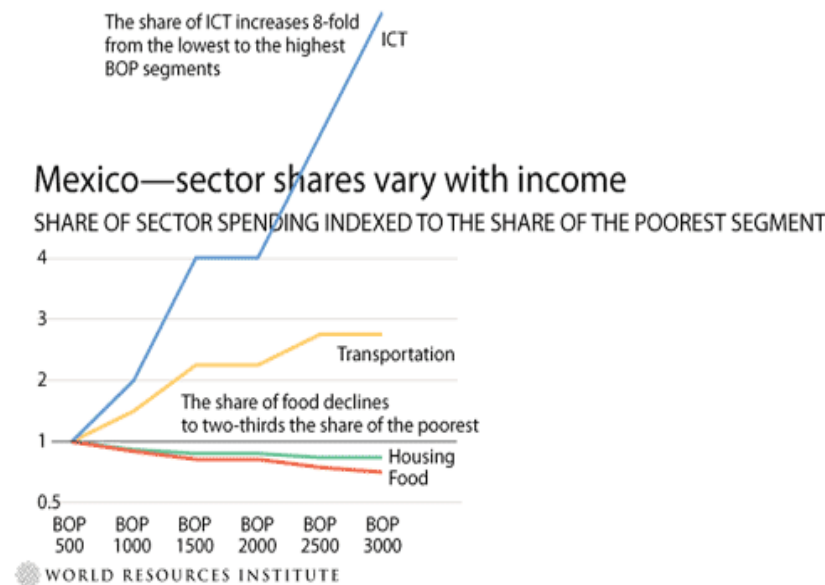 The share of ICT increases 8-fold
from the lowest to the highest
BOP segments
ICT
Mexico—sector shares vary with income
SHARE OF SECTOR SPENDING INDEXED TO THE SHARE OF THE POOREST SEGMENT
4
3
Transportation
2
The share of food declines
to two-thirds the share of the poorest
1
Housing
Food
0.5
BOP BOP BOP BOP BOP BOP
500 1000 1500 2000 2500 3000
WORLD RESOURCES INSTITUTE